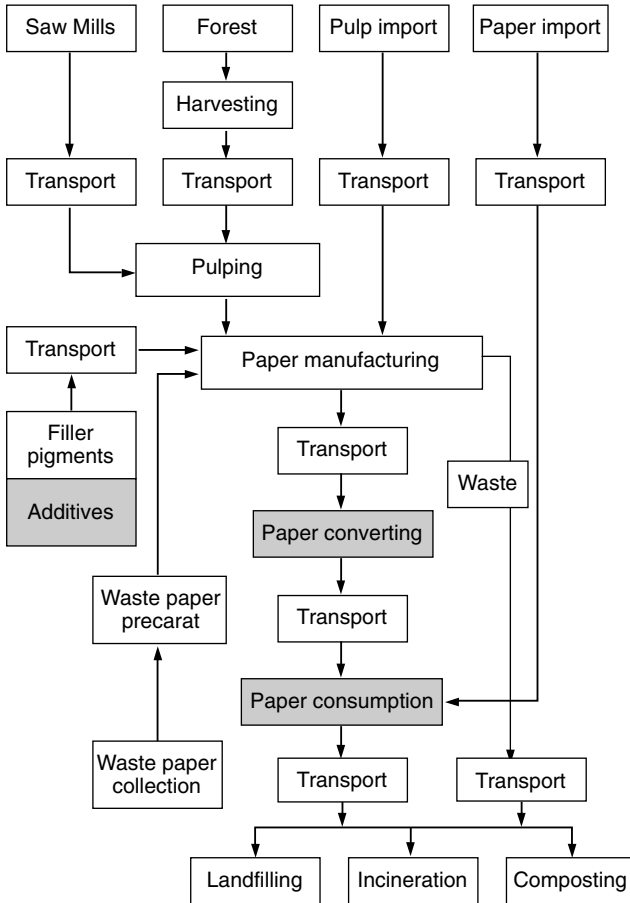 Saw Mills
Forest
Pulp import
Paper import
Harvesting
Transport
Transport
Transport
Transport
Pulping
Transport
Paper manufacturing
Filler
pigments
Additives
Transport
Waste
Paper converting
Waste paper
precarat
Transport
Paper consumption
Waste paper
collection
Transport
Transport
Landfilling
Incineration
Composting